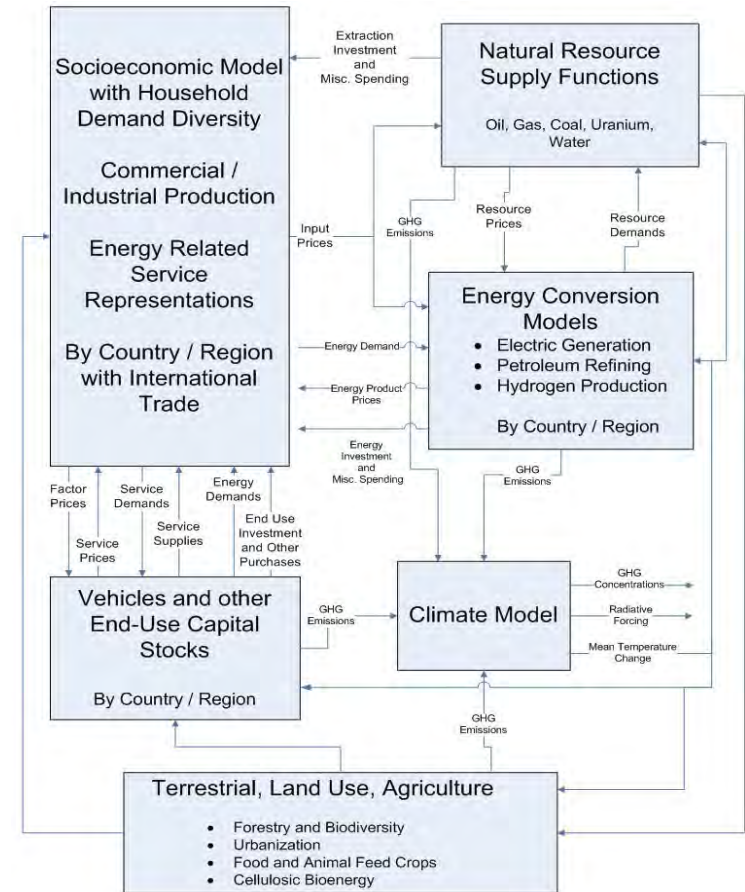 Socioeconomic Model
with Household
Demand Diversity
Commercial /
Industrial Production
Energy Related
Service
Representations
By Country / Region
with International
Trade
Extraction
Investment
and
Misc. Spending
Natural Resource
Supply Functions
Oil, Gas, Coal, Uranium,
Water
Input
Prices
GHG
Emissions
Resource
Prices
Resource
Demands
Energy Conversion
Models
• Electric Generation
• Petroleum Refining
• Hydrogen Production
By Country / Region
Energy Demand
Energy Product
Prices
Energy
Investment
and
Misc. Spending
GHG
Emissions
Factor
Prices
Service
Prices
Service
Demands
Service
Supplies
Energy
Demands
End Use
Investment
and Other
Purchases
Vehicles and other
End-Use Capital
Stocks
By Country / Region
GHG
Emissions
Climate Model
GHG
Concentrations
Radiative
Forcing
Mean Temperature
Change
GHG
Emissions
Terrestrial, Land Use, Agriculture
• Forestry and Biodiversity
• Urbanization
• Food and Animal Feed Crops
• Cellulosic Bioenergy